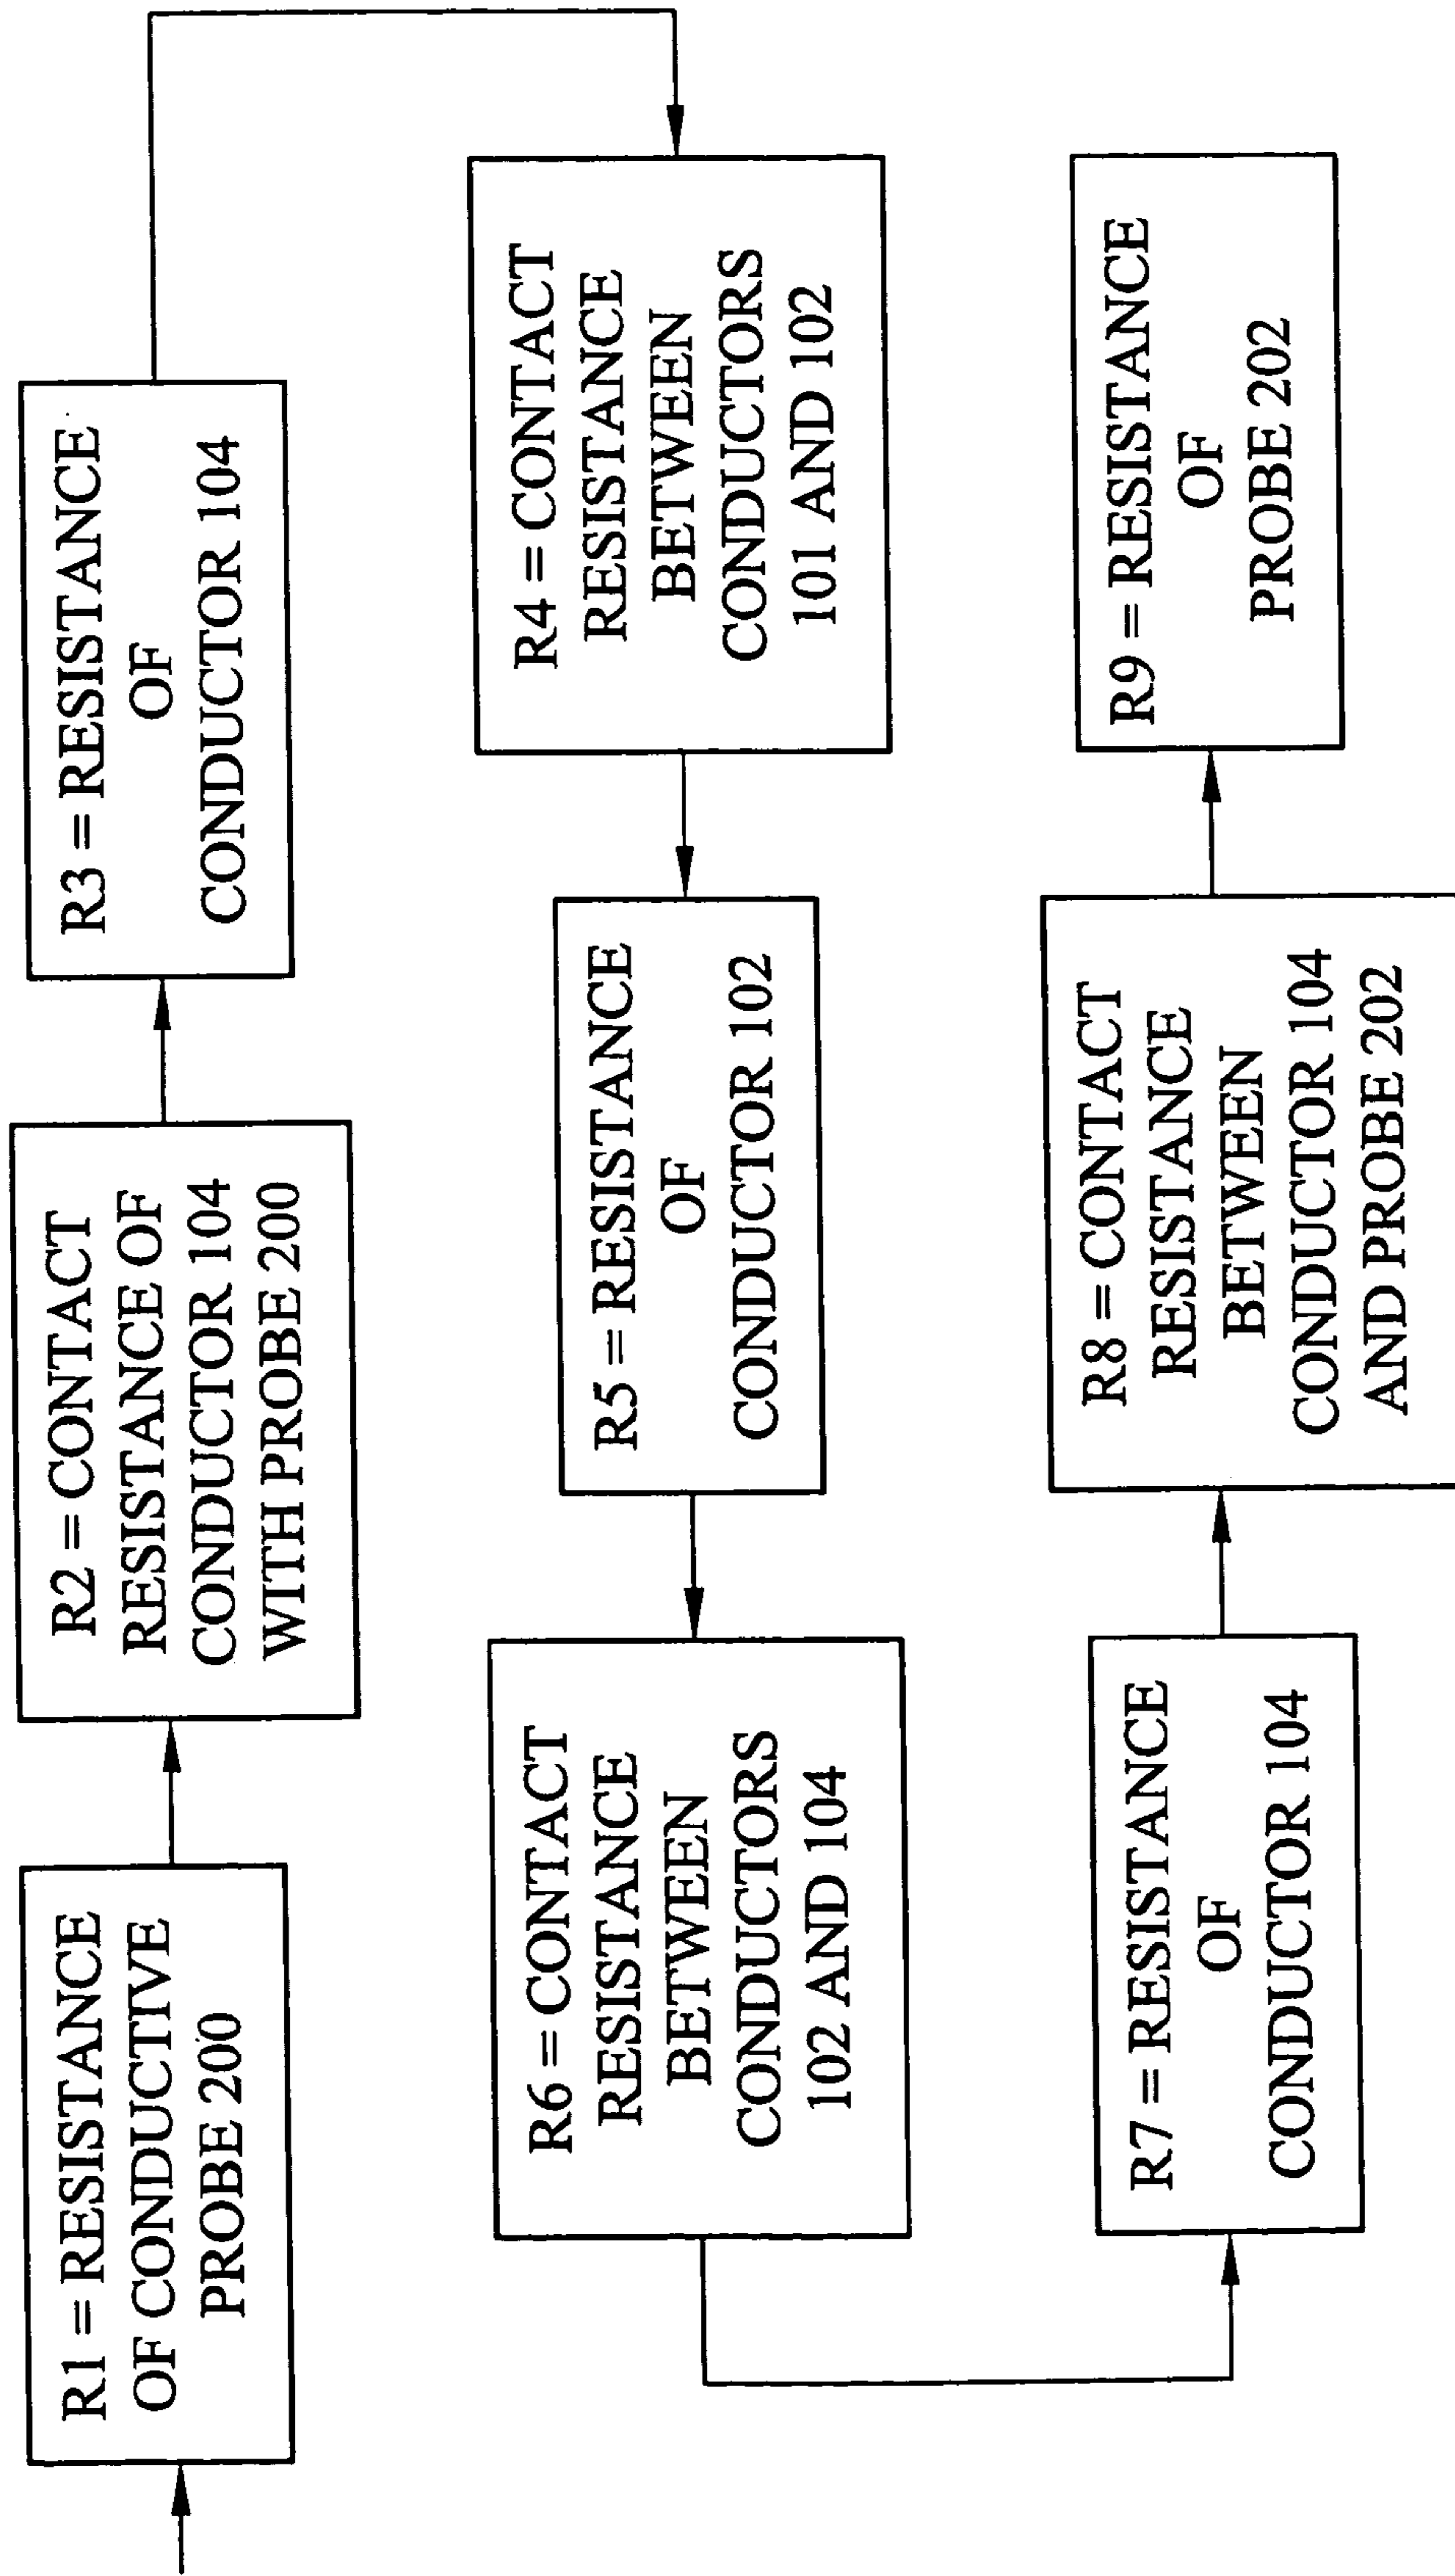 R1 = RESISTANCE
OF CONDUCTIVE
PROBE 200
R2 = CONTACT
RESISTANCE OF
CONDUCTOR 104
WITH PROBE 200
R3 = RESISTANCE
OF
CONDUCTOR 104
R4 = CONTACT
RESISTANCE
BETWEEN
CONDUCTORS
101 AND 102
R5 = RESISTANCE
OF
CONDUCTOR 102
R6 = CONTACT
RESISTANCE
BETWEEN
CONDUCTORS
102 AND 104
R7 = RESISTANCE
OF
CONDUCTOR 104
R8 = CONTACT
RESISTANCE
BETWEEN
CONDUCTOR 104
AND PROBE 202
R9 = RESISTANCE
OF
PROBE 202